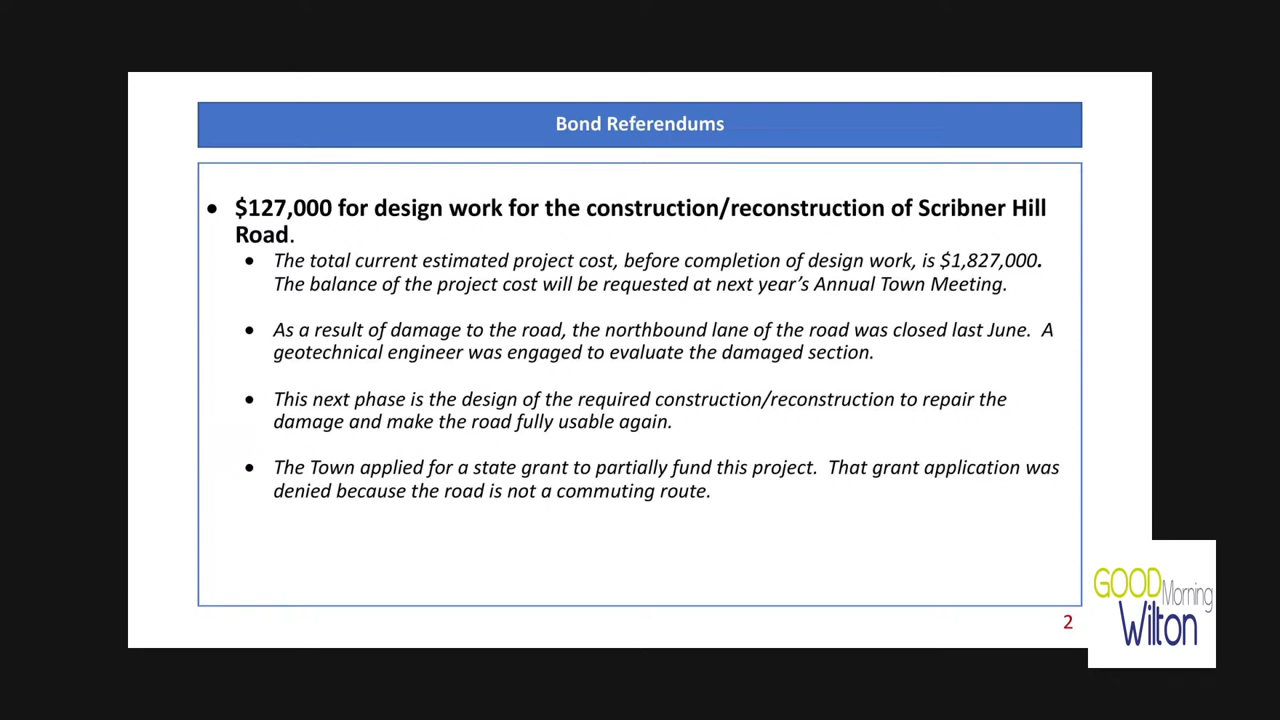 Bond Referendums
• $127,000 for design work for the construction/reconstruction of Scribner Hill
Road.
• The total current estimated project cost, before completion of design work, is $1,827,000.
The balance of the project cost will be requested at next year’s Annual Town Meeting.
• As a result of damage to the road, the northbound lane of the road was closed last June. A
geotechnical engineer was engaged to evaluate the damaged section.
• This next phase is the design of the required construction/reconstruction to repair the
damage and make the road fully usable again.
• The Town applied for a state grant to partially fund this project. That grant application was
denied because the road is not a commuting route.
2
GOOD Morning
Wilton